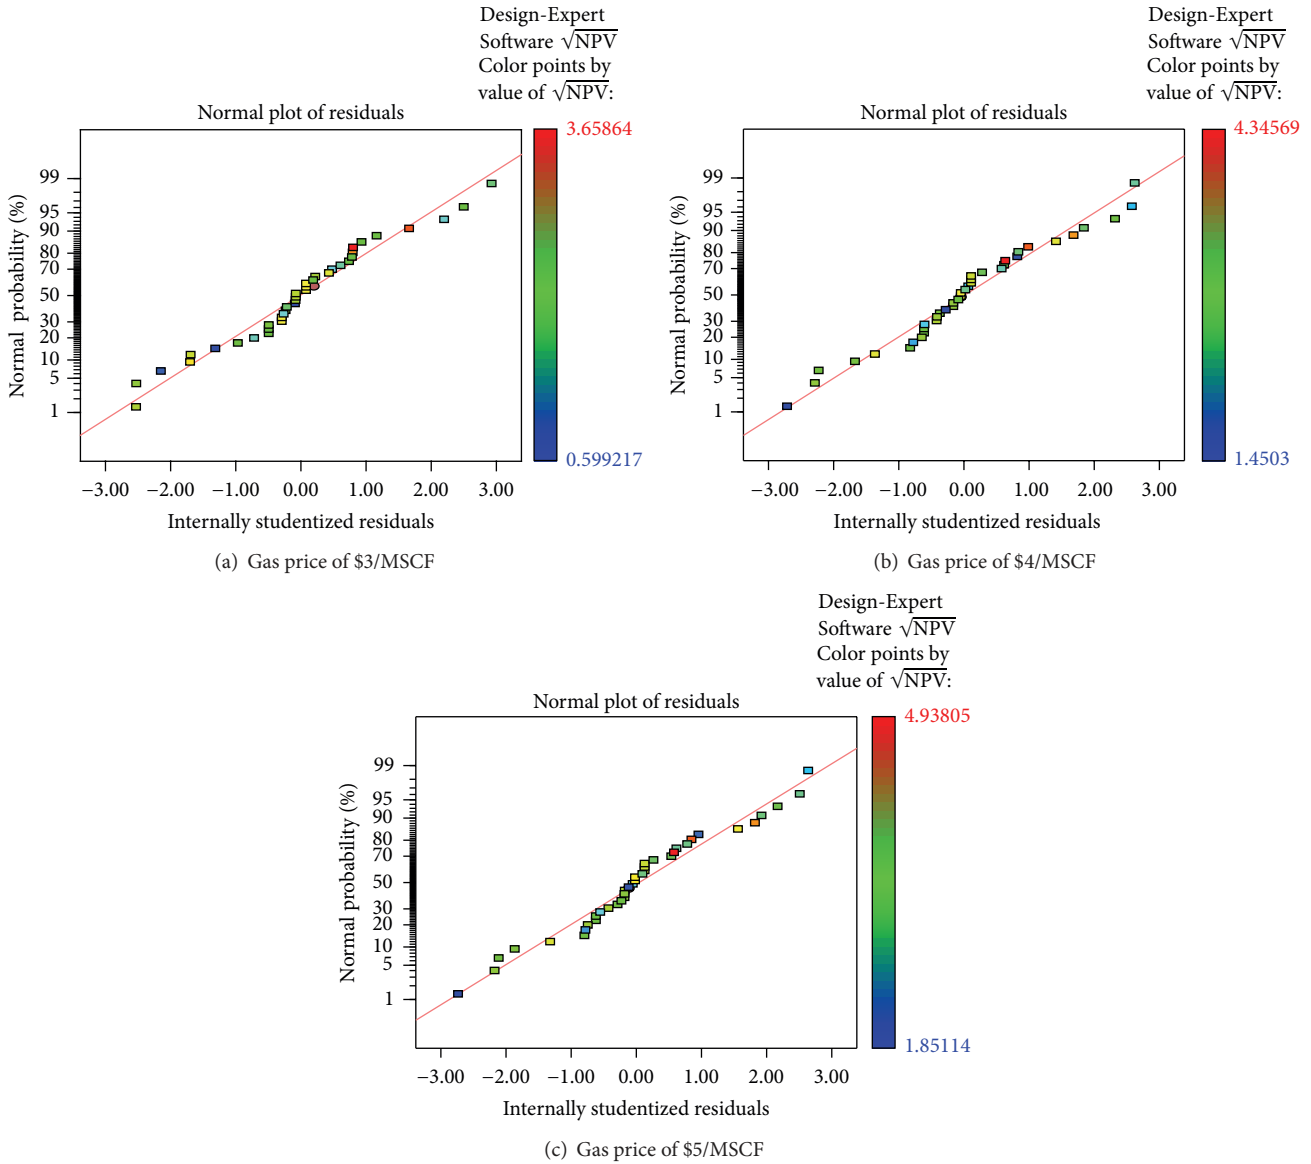 Design-Expert
Software √NPV
Color points by
value of √NPV:
Normal plot of residuals
3.65864
0.599217
Normal probability (%)
99
95
90
80
70
50
30
20
10
5
1
−3.00 −2.00 −1.00 0.00 1.00 2.00 3.00
Internally studentized residuals
(a) Gas price of $3/MSCF
Design-Expert
Software √NPV
Color points by
value of √NPV:
Normal plot of residuals
4.34569
1.4503
Normal probability (%)
99
95
90
80
70
50
30
20
10
5
1
−3.00 −2.00 −1.00 0.00 1.00 2.00 3.00
Internally studentized residuals
(b) Gas price of $4/MSCF
Design-Expert
Software √NPV
Color points by
value of √NPV:
Normal plot of residuals
4.93805
1.85114
Normal probability (%)
99
95
90
80
70
50
30
20
10
5
1
−3.00 −2.00 −1.00 0.00 1.00 2.00 3.00
Internally studentized residuals
(c) Gas price of $5/MSCF